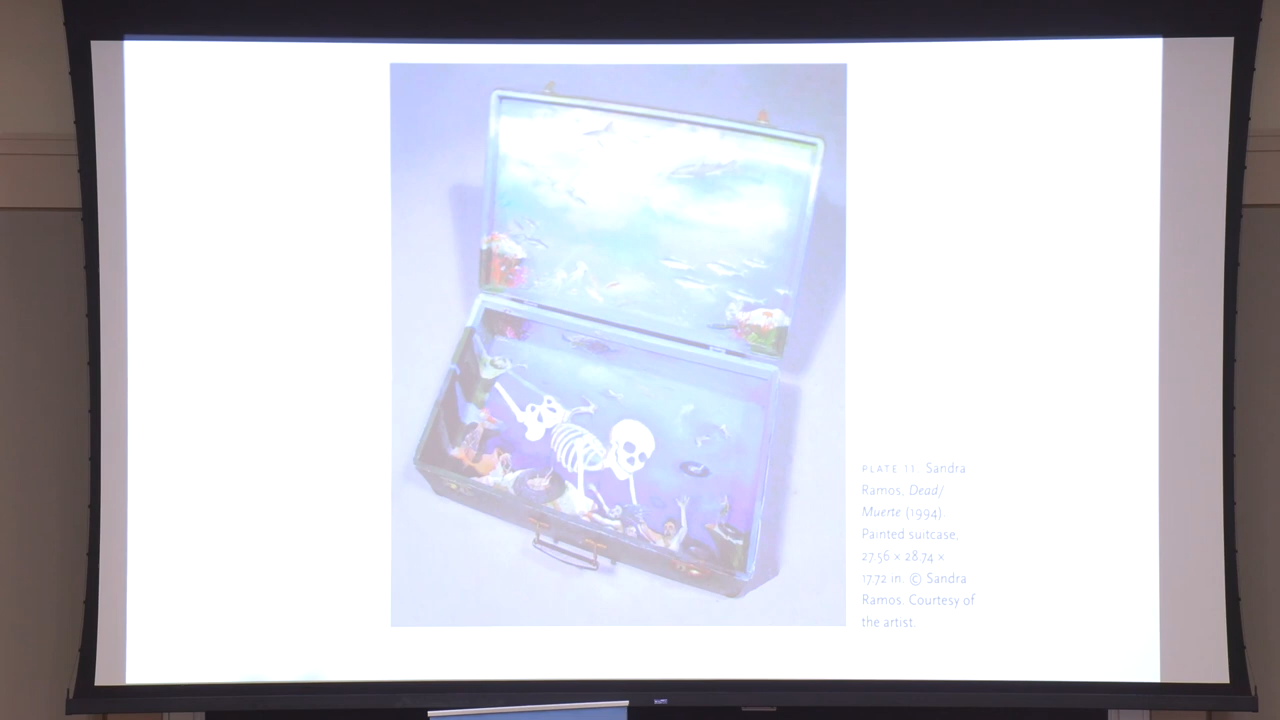 PLATE 11 Sandra
Ramos, Dead/
Muerte (1994).
Painted suitcase,
27.56 × 28.74 ×
17.72 in. © Sandra
Ramos. Courtesy of
the artist.